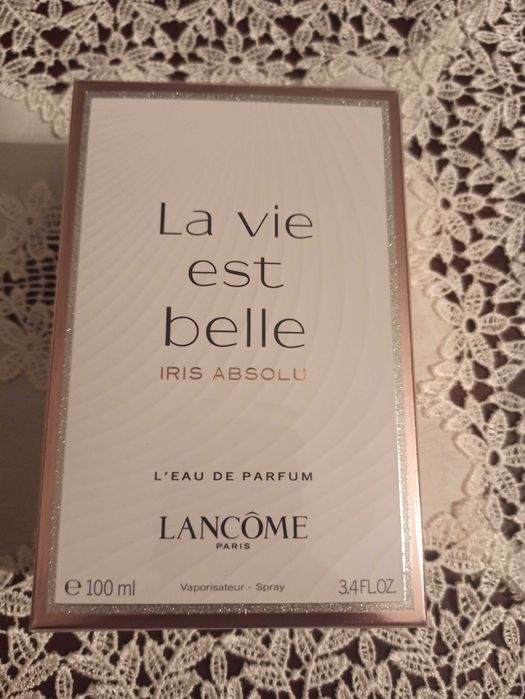 La vie
est
belle
IRIS ABSOLU
L'EAU DE PARFUM
LANCÔME
PARIS
℮ 100 ml Vaporisateur - Spray 3.4 FL.OZ.